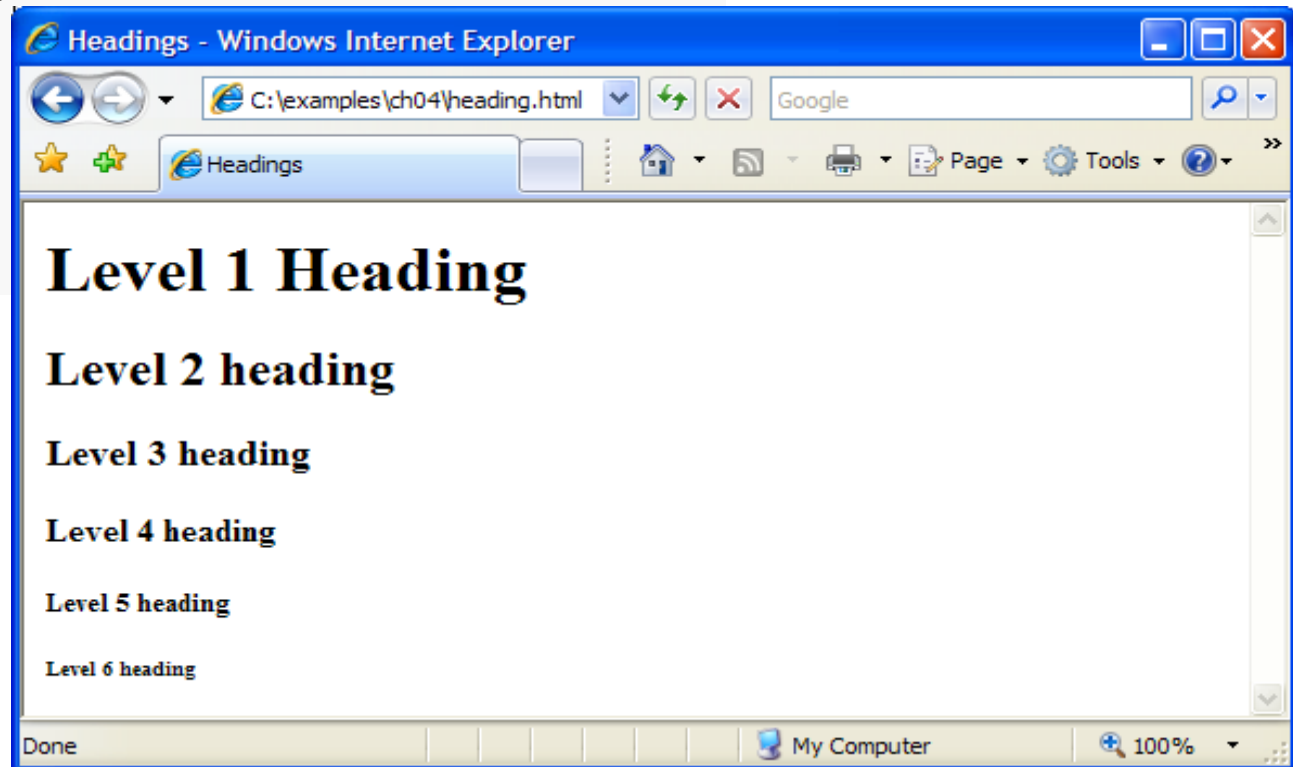 Headings - Windows Internet Explorer
C:\examples\ch04\heading.html
Google
Headings
Page
Tools
»
Level 1 Heading
Level 2 heading
Level 3 heading
Level 4 heading
Level 5 heading
Level 6 heading
Done
My Computer
100%